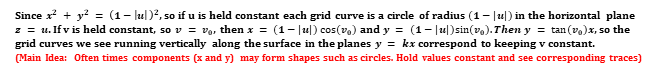 Since x² + y² = (1 − |u|)², so if u is held constant each grid curve is a circle of radius (1 − |u|) in the horizontal plane
z = u. If v is held constant, so v = v₀, then x = (1 − |u|) cos(v₀) and y = (1 − |u|)sin(v₀). Then y = tan(v₀)x, so the
grid curves we see running vertically along the surface in the planes y = kx correspond to keeping v constant.
(Main Idea: Often times components (x and y) may form shapes such as circles. Hold values constant and see corresponding traces)